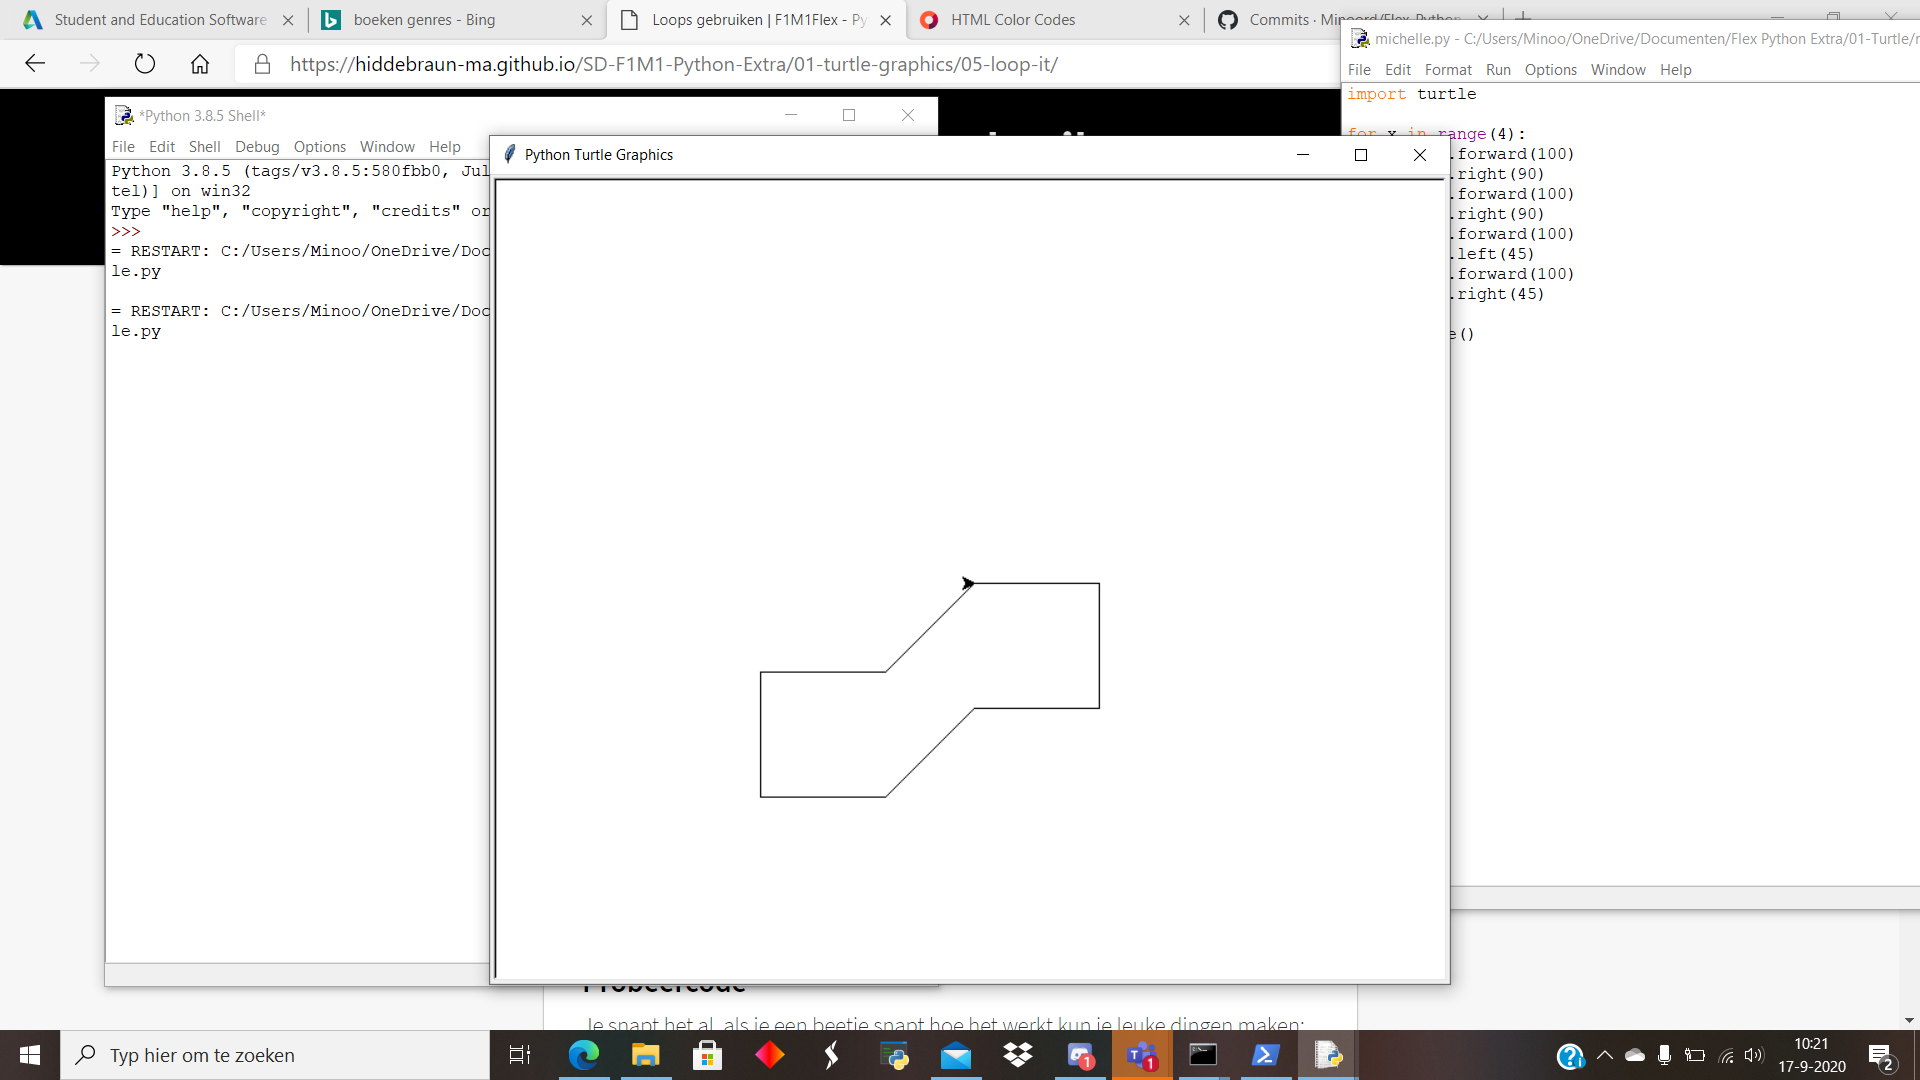 Student and Education Software
boeken genres - Bing
Loops gebruiken | F1M1Flex - Py
HTML Color Codes
Commits · Minoord/Flex-Python
https://hiddebraun-ma.github.io/SD-F1M1-Python-Extra/01-turtle-graphics/05-loop-it/
michelle.py - C:/Users/Minoo/OneDrive/Documenten/Flex Python Extra/01-Turtle/
File Edit Format Run Options Window Help
import turtle
for x in range(4):
.forward(100)
.right(90)
.forward(100)
.right(90)
.forward(100)
.left(45)
.forward(100)
.right(45)
e()
*Python 3.8.5 Shell*
File Edit Shell Debug Options Window Help
Python 3.8.5 (tags/v3.8.5:580fbb0, Jul
tel)] on win32
Type "help", "copyright", "credits" or
>>>
= RESTART: C:/Users/Minoo/OneDrive/Doc
le.py
= RESTART: C:/Users/Minoo/OneDrive/Doc
le.py
Python Turtle Graphics
Probeercode
Je snapt het al, als je een beetje snapt hoe het werkt kun je leuke dingen maken:
Typ hier om te zoeken
1
1
10:21
17-9-2020
2